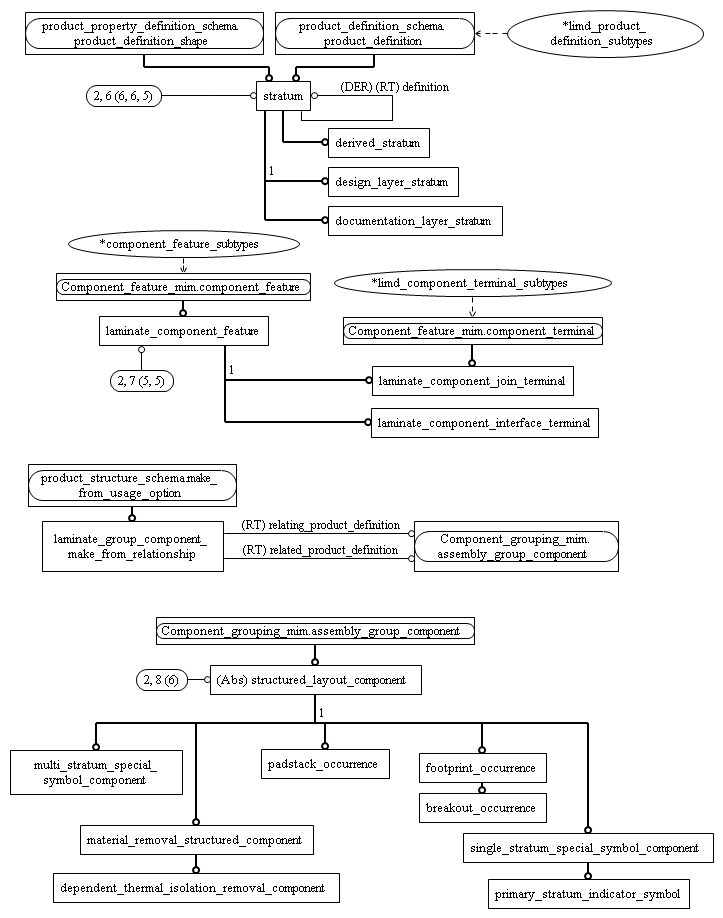 product_property_definition_schema.
product_definition_shape
product_definition_schema.
product_definition
*limd_product_
definition_subtypes
2, 6 (6, 6, 5)
stratum
(DER) (RT) definition
derived_stratum
1
design_layer_stratum
documentation_layer_stratum
*component_feature_subtypes
Component_feature_mim.component_feature
*limd_component_terminal_subtypes
laminate_component_feature
Component_feature_mim.component_terminal
2, 7 (5, 5)
1
laminate_component_join_terminal
laminate_component_interface_terminal
product_structure_schema.make_
from_usage_option
laminate_group_component_
make_from_relationship
(RT) relating_product_definition
(RT) related_product_definition
Component_grouping_mim.
assembly_group_component
Component_grouping_mim.assembly_group_component
2, 8 (6)
(Abs) structured_layout_component
1
multi_stratum_special_
symbol_component
padstack_occurrence
footprint_occurrence
breakout_occurrence
material_removal_structured_component
single_stratum_special_symbol_component
dependent_thermal_isolation_removal_component
primary_stratum_indicator_symbol